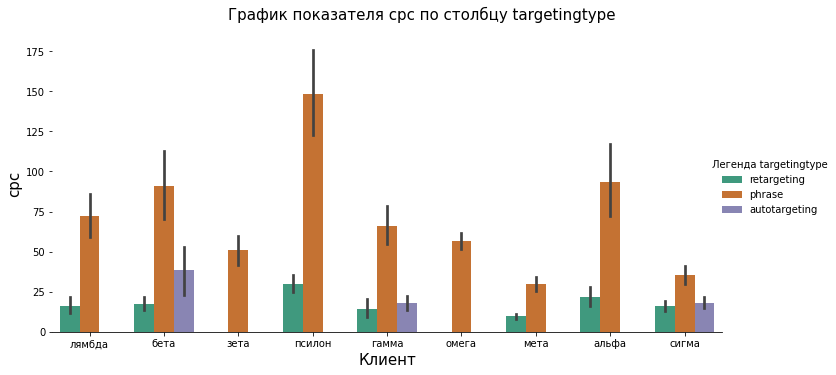 График показателя cpc по столбцу targetingtype
cpc
175
150
125
100
75
50
25
0
лямбда бета зета псилон гамма омега мета альфа сигма
Клиент
Легенда targetingtype
retargeting
phrase
autotargeting